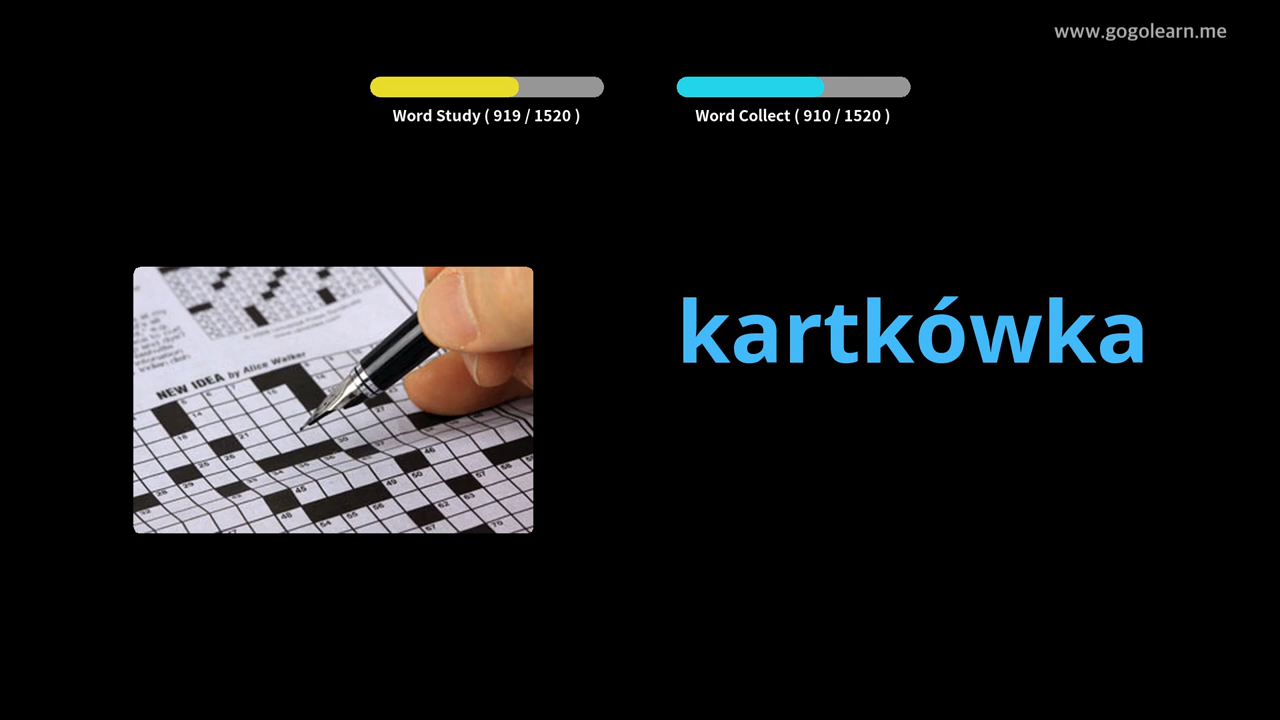 www.gogolearn.me
Word Study ( 919 / 1520 )
Word Collect ( 910 / 1520 )
kartkówka
NEW IDEA by Alice Walker